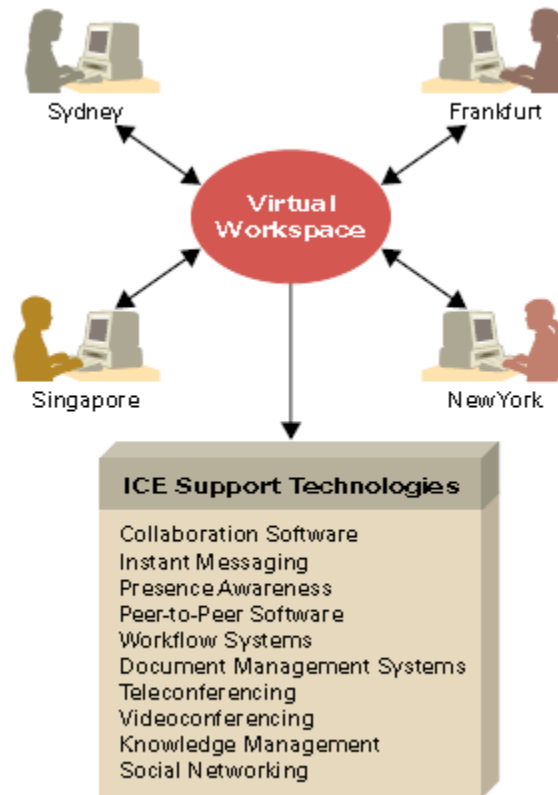 Sydney
Frankfurt
Virtual
Workspace
Singapore
NewYork
ICE Support Technologies
Collaboration Software
Instant Messaging
Presence Awareness
Peer-to-Peer Software
Workflow Systems
Document Management Systems
Teleconferencing
Videoconferencing
Knowledge Management
Social Networking